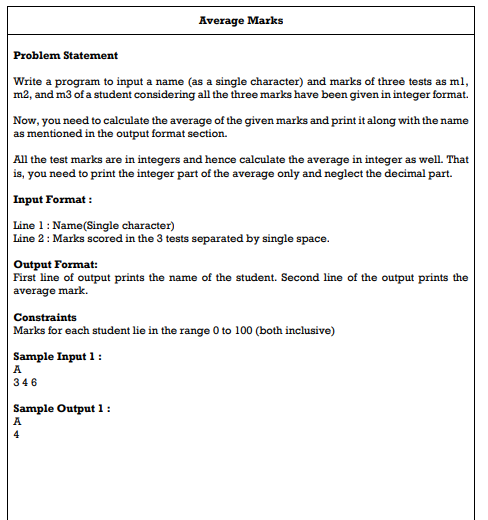 Average Marks
Problem Statement
Write a program to input a name (as a single character) and marks of three tests as m1,
m2, and m3 of a student considering all the three marks have been given in integer format.
Now, you need to calculate the average of the given marks and print it along with the name
as mentioned in the output format section.
All the test marks are in integers and hence calculate the average in integer as well. That
is, you need to print the integer part of the average only and neglect the decimal part.
Input Format :
Line 1 : Name(Single character)
Line 2 : Marks scored in the 3 tests separated by single space.
Output Format:
First line of output prints the name of the student. Second line of the output prints the
average mark.
Constraints
Marks for each student lie in the range 0 to 100 (both inclusive)
Sample Input 1 :
A
3 4 6
Sample Output 1 :
A
4